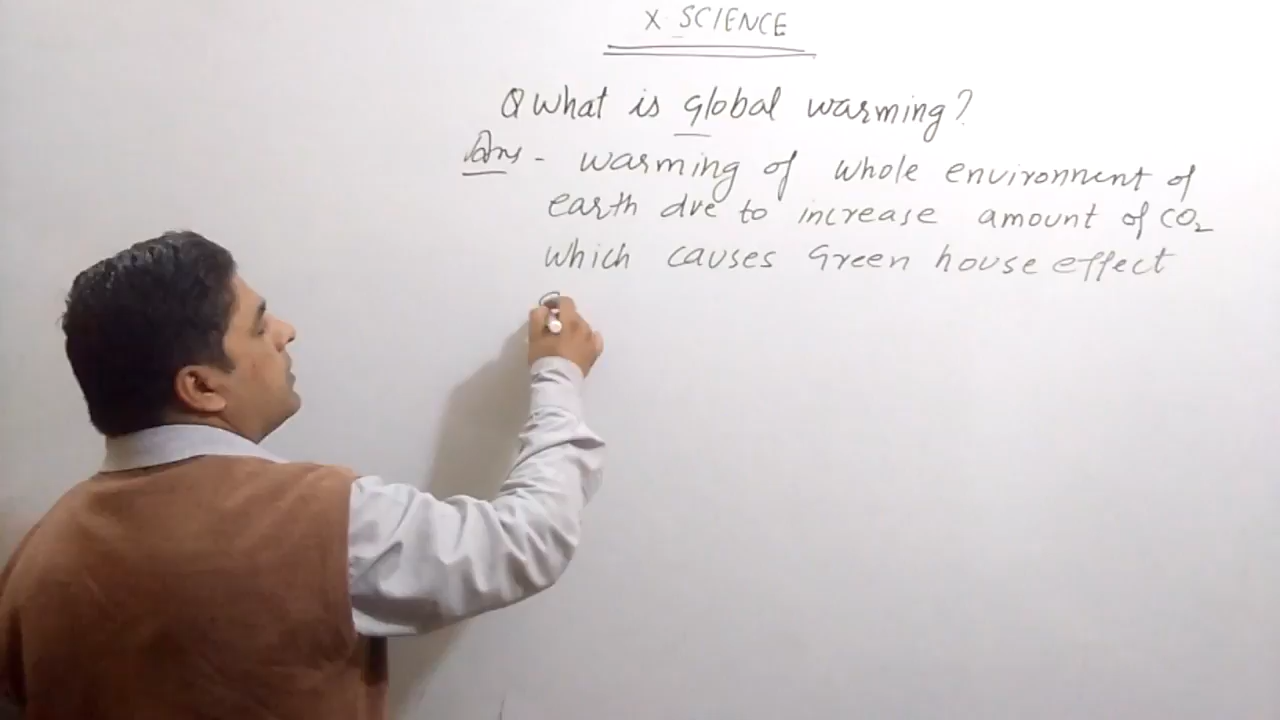 X SCIENCE
Q What is global warming?
Ans - warming of whole environment of
earth due to increase amount of CO₂
which causes Green house effect